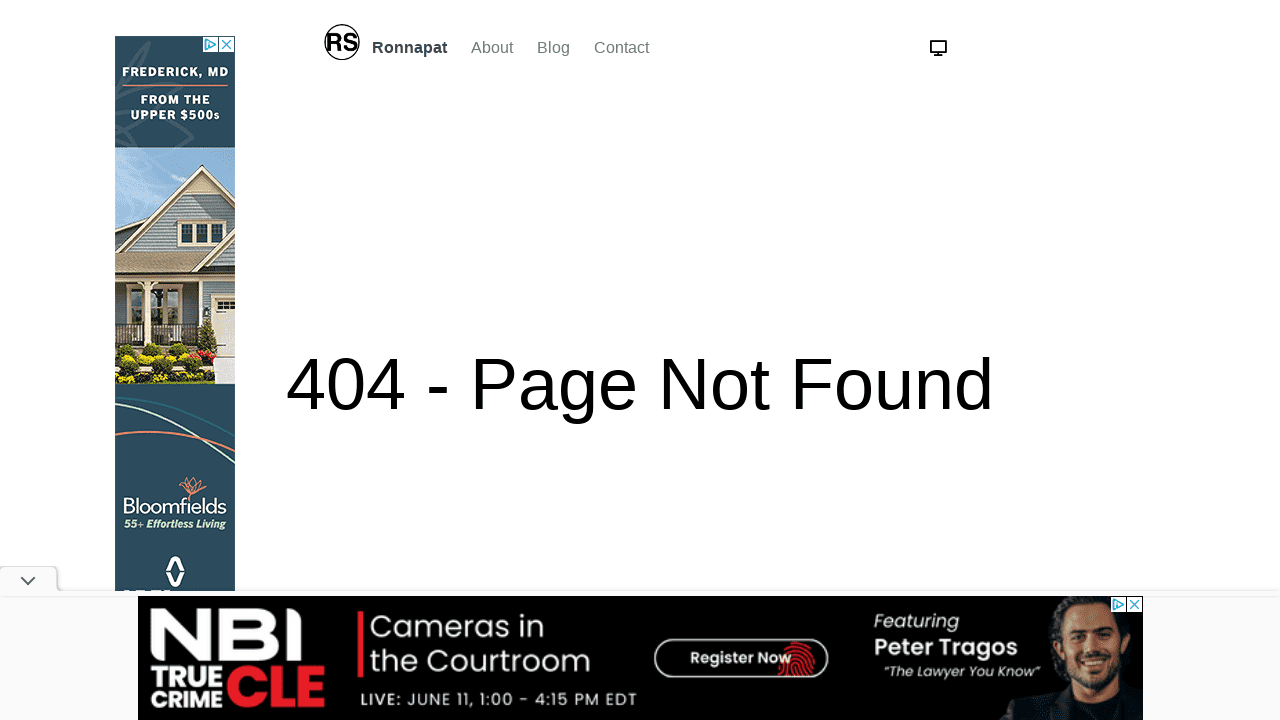 RS
Ronnapat About Blog Contact
FREDERICK, MD
FROM THE
UPPER $500s
404 - Page Not Found
Bloomfields
55+ Effortless Living
NBI
TRUE
CRIME CLE
Cameras in
the Courtroom
LIVE: JUNE 11, 1:00 - 4:15 PM EDT
Register Now
Featuring
Peter Tragos
"The Lawyer You Know"